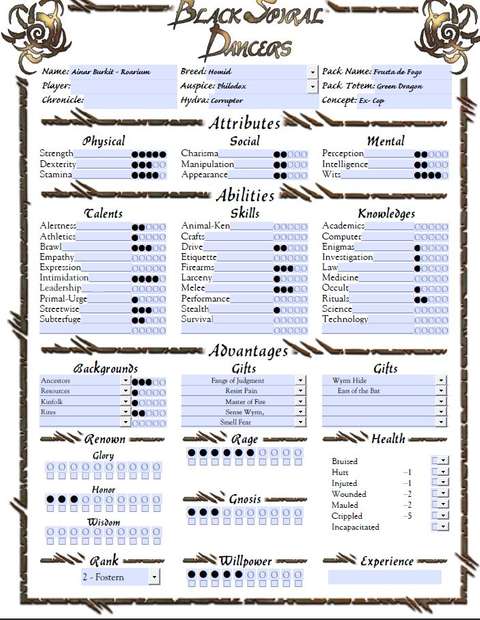 BLACK SPIRAL
DANCERS
Name: Ainar Burkit - Roarium Breed: Homid Pack Name: Frusta de Fogo
Player: Auspice: Philodox Pack Totem: Green Dragon
Chronicle: Hydra: Corruptor Concept: Ex- Cop
Attributes
Physical Social Mental
Strength Charisma Perception
Dexterity Manipulation Intelligence
Stamina Appearance Wits
Abilities
Talents Skills Knowledges
Alertness Animal-Ken Academics
Athletics Crafts Computer
Brawl Drive Enigmas
Empathy Etiquette Investigation
Expression Firearms Law
Intimidation Larceny Medicine
Leadership Melee Occult
Primal-Urge Performance Rituals
Streetwise Stealth Science
Subterfuge Survival Technology
Advantages
Backgrounds Gifts Gifts
Ancestors Fangs of Judgment Wyrm Hide
Resources Resist Pain Ears of the Bat
Kinfolk Master of Fire
Rites Sense Wyrm,
Smell Fear
Renown Rage Health
Glory
Bruised
Hurt -1
Honor Injured -1
Gnosis Wounded -2
Mauled -2
Wisdom Crippled -5
Incapacitated
Rank Willpower Experience
2 - Fostern